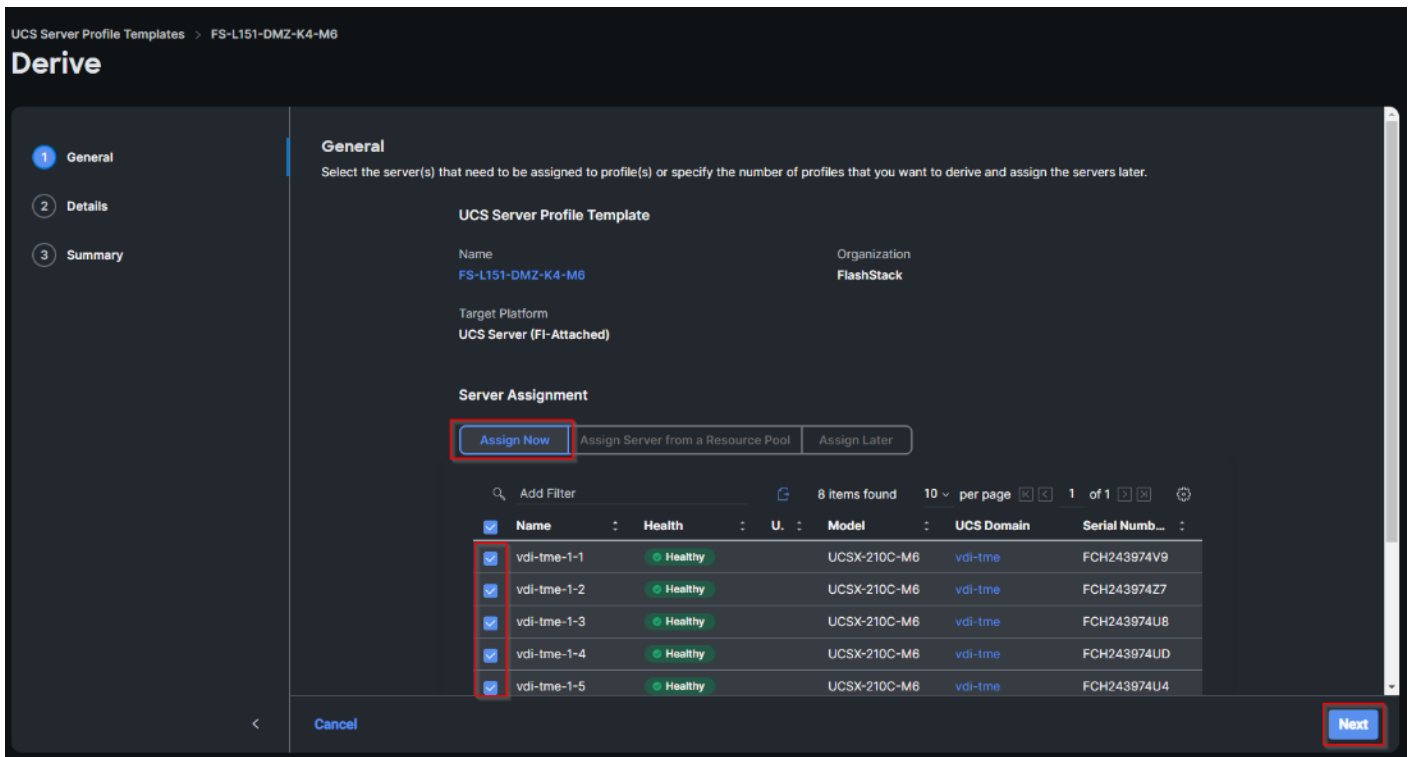 UCS Server Profile Templates > FS-L151-DMZ-K4-M6
Derive
1 General
2 Details
3 Summary
General
Select the server(s) that need to be assigned to profile(s) or specify the number of profiles that you want to derive and assign the servers later.
UCS Server Profile Template
Name Organization
FS-L151-DMZ-K4-M6 FlashStack
Target Platform
UCS Server (FI-Attached)
Server Assignment
Assign Now Assign Server from a Resource Pool Assign Later
Add Filter 8 items found 10 per page 1 of 1
Name Health U. Model UCS Domain Serial Numb...
vdi-tme-1-1 Healthy UCSX-210C-M6 vdi-tme FCH243974V9
vdi-tme-1-2 Healthy UCSX-210C-M6 vdi-tme FCH243974Z7
vdi-tme-1-3 Healthy UCSX-210C-M6 vdi-tme FCH243974U8
vdi-tme-1-4 Healthy UCSX-210C-M6 vdi-tme FCH243974UD
vdi-tme-1-5 Healthy UCSX-210C-M6 vdi-tme FCH243974U4
< Cancel Next